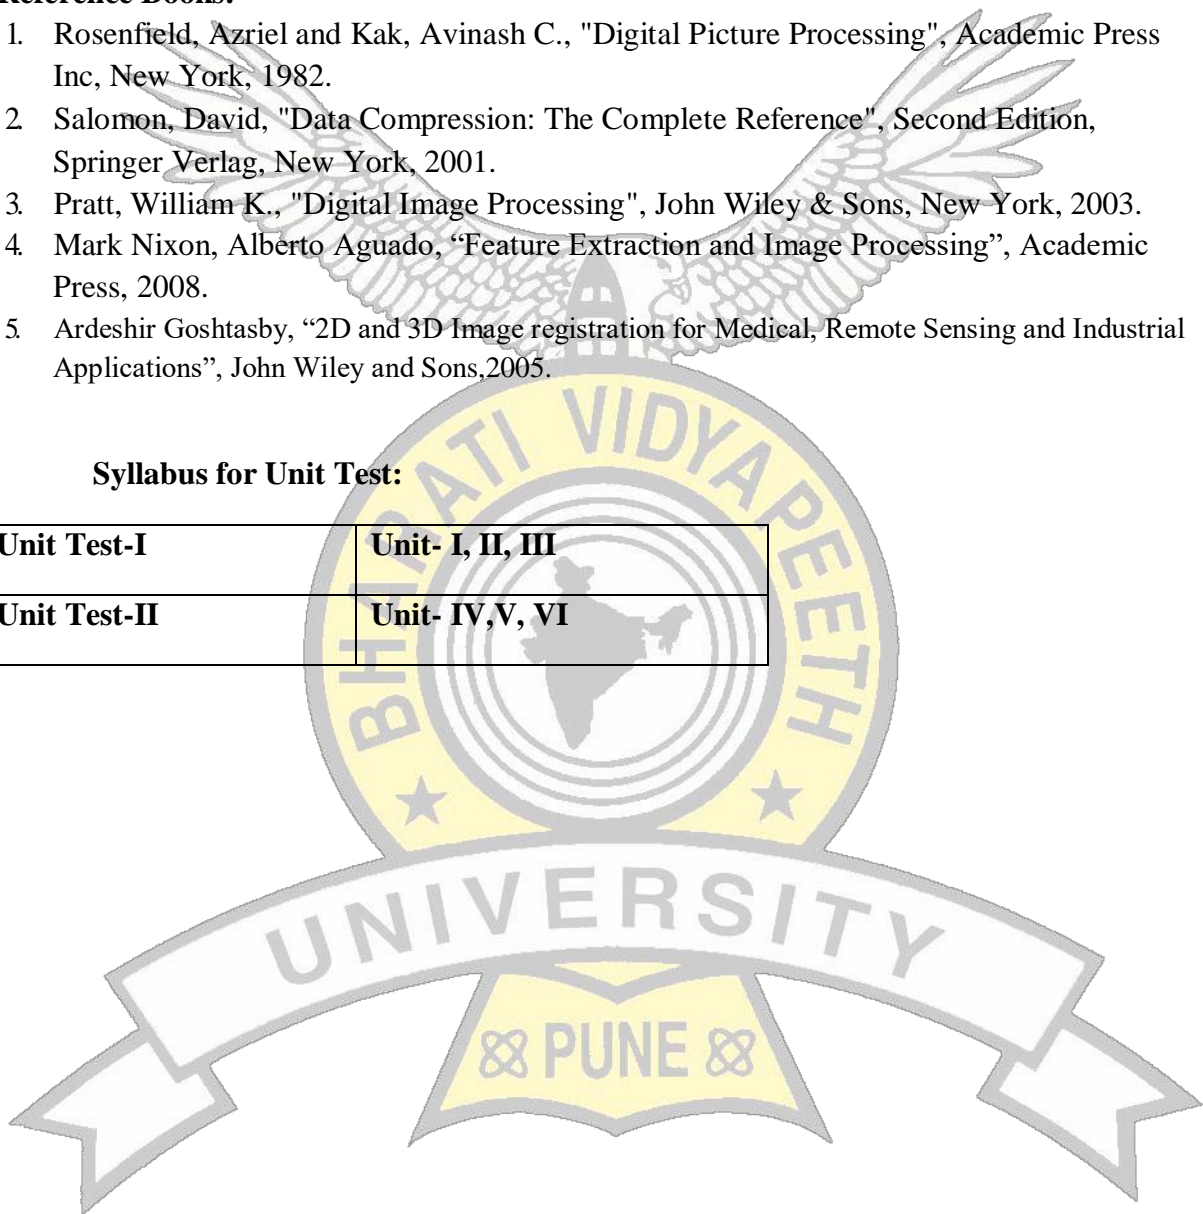 Reference Books:
1. Rosenfield, Azriel and Kak, Avinash C., "Digital Picture Processing", Academic Press
Inc, New York, 1982.
2. Salomon, David, "Data Compression: The Complete Reference", Second Edition,
Springer Verlag, New York, 2001.
3. Pratt, William K., "Digital Image Processing", John Wiley & Sons, New York, 2003.
4. Mark Nixon, Alberto Aguado, “Feature Extraction and Image Processing”, Academic
Press, 2008.
5. Ardeshir Goshtasby, “2D and 3D Image registration for Medical, Remote Sensing and Industrial
Applications”, John Wiley and Sons,2005.
Syllabus for Unit Test:
Unit Test-I Unit- I, II, III
Unit Test-II Unit- IV,V, VI
BHARATI VIDYAPEETH
UNIVERSITY
PUNE